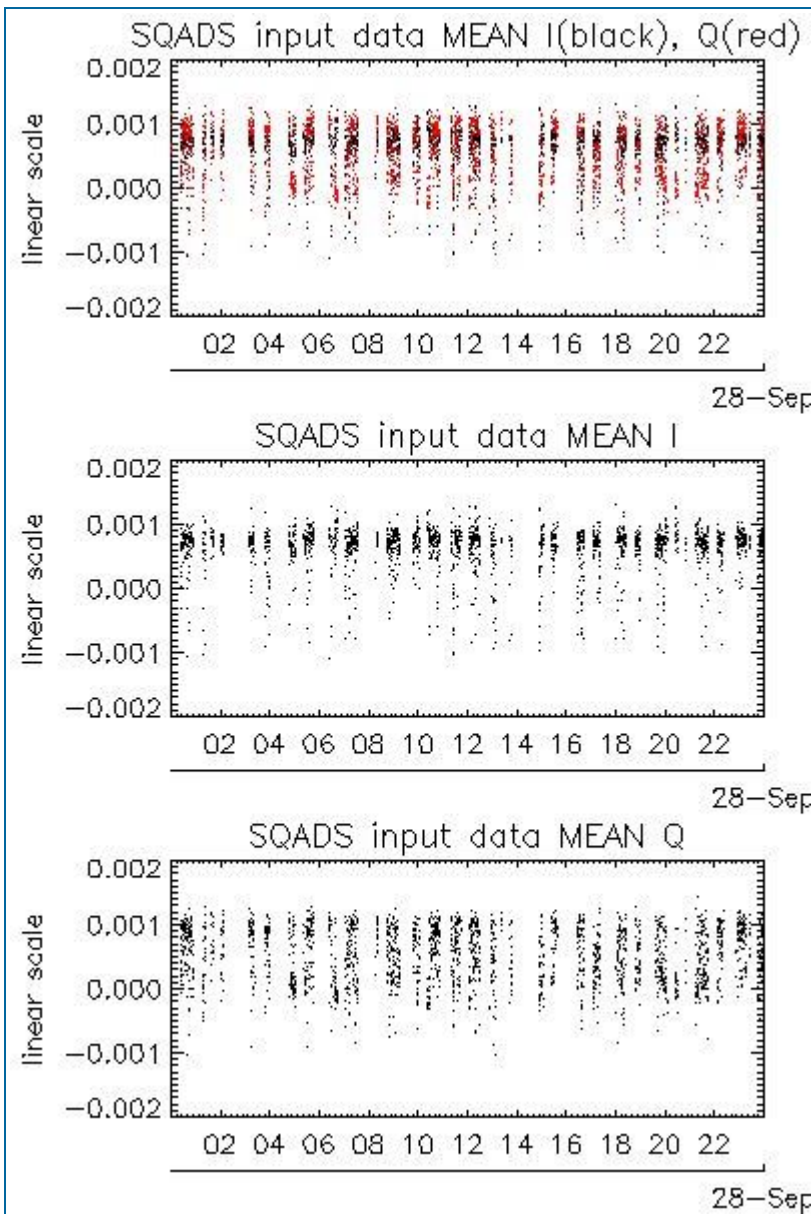 SQADS input data MEAN I(black), Q(red)
linear scale
0.002
0.001
0.000
−0.001
−0.002
02 04 06 08 10 12 14 16 18 20 22
28−Sep
SQADS input data MEAN I
linear scale
0.002
0.001
0.000
−0.001
−0.002
02 04 06 08 10 12 14 16 18 20 22
28−Sep
SQADS input data MEAN Q
linear scale
0.002
0.001
0.000
−0.001
−0.002
02 04 06 08 10 12 14 16 18 20 22
28−Sep